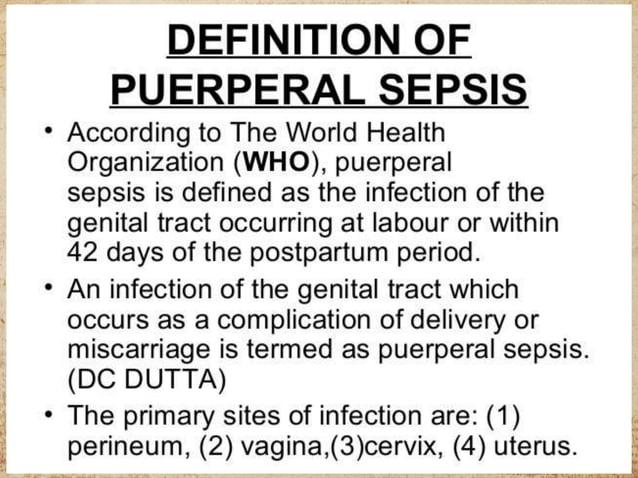 DEFINITION OF
PUERPERAL SEPSIS
• According to The World Health
Organization (WHO), puerperal
sepsis is defined as the infection of the
genital tract occurring at labour or within
42 days of the postpartum period.
• An infection of the genital tract which
occurs as a complication of delivery or
miscarriage is termed as puerperal sepsis.
(DC DUTTA)
• The primary sites of infection are: (1)
perineum, (2) vagina,(3)cervix, (4) uterus.